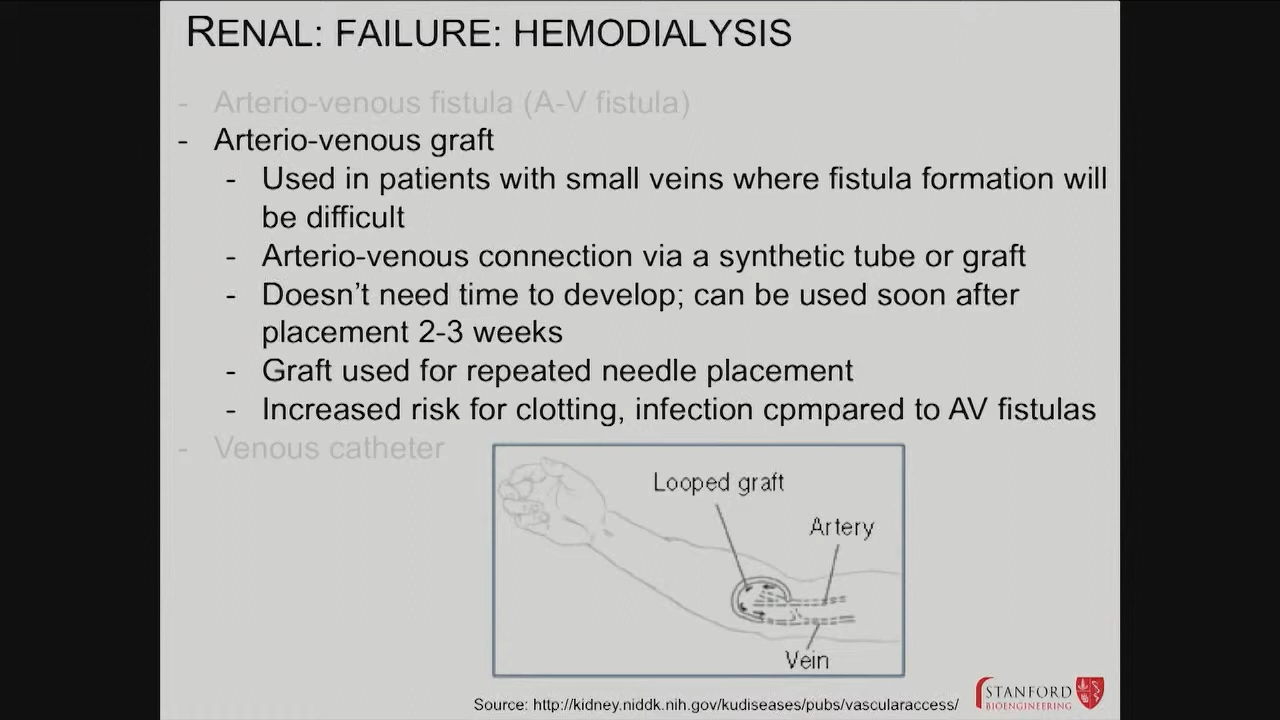 RENAL: FAILURE: HEMODIALYSIS
- Arterio-venous fistula (A-V fistula)
- Arterio-venous graft
- Used in patients with small veins where fistula formation will
be difficult
- Arterio-venous connection via a synthetic tube or graft
- Doesn't need time to develop; can be used soon after
placement 2-3 weeks
- Graft used for repeated needle placement
- Increased risk for clotting, infection cpmpared to AV fistulas
- Venous catheter
Looped graft
Artery
Vein
Source: http://kidney.niddk.nih.gov/kudiseases/pubs/vascularaccess/
STANFORD
BIOENGINEERING